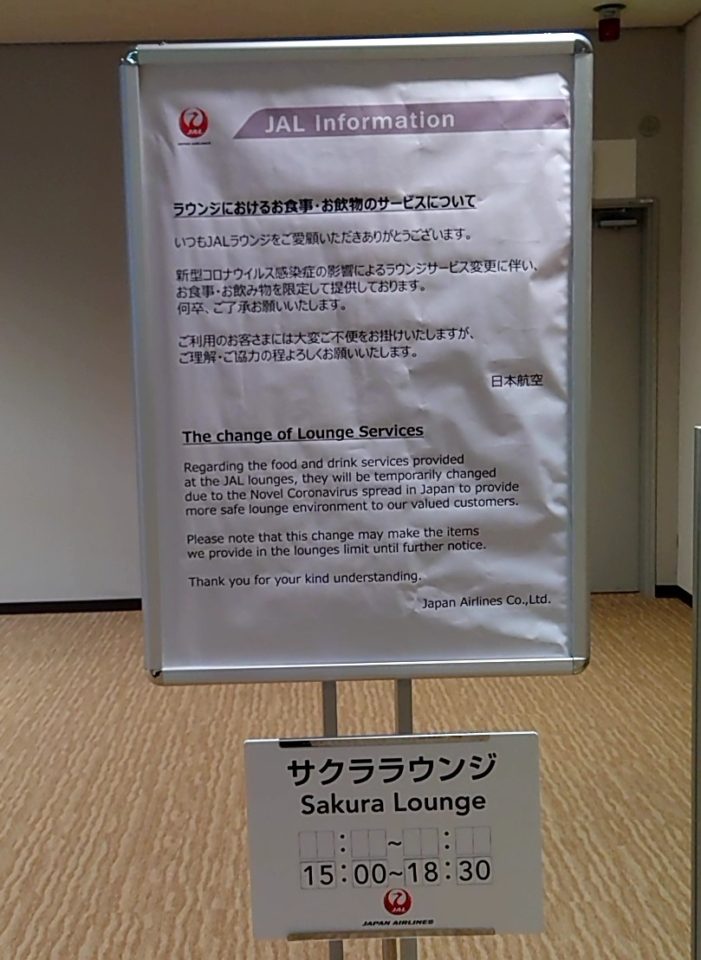 JAL
JAPAN AIRLINES
JAL Information
ラウンジにおけるお食事・お飲物のサービスについて
いつもJALラウンジをご愛顧いただきありがとうございます。
新型コロナウイルス感染症の影響によるラウンジサービス変更に伴い、
お食事・お飲み物を限定して提供しております。
何卒、ご了承お願いいたします。
ご利用のお客さまには大変ご不便をお掛けいたしますが、
ご理解・ご協力の程よろしくお願いいたします。
日本航空
The change of Lounge Services
Regarding the food and drink services provided
at the JAL lounges, they will be temporarily changed
due to the Novel Coronavirus spread in Japan to provide
more safe lounge environment to our valued customers.
Please note that this change may make the items
we provide in the lounges limit until further notice.
Thank you for your kind understanding.
Japan Airlines Co.,Ltd.
サクララウンジ
Sakura Lounge
: ~ :
15:00~18:30
JAL
JAPAN AIRLINES